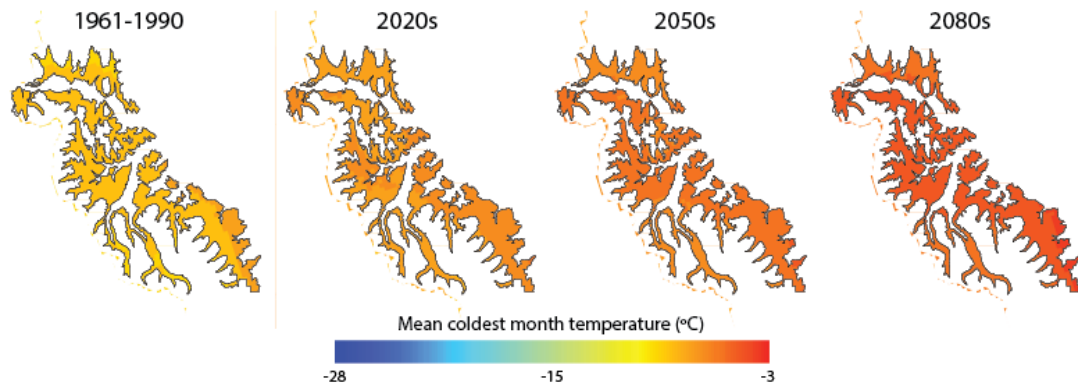 1961-1990 2020s 2050s 2080s
Mean coldest month temperature (ºC)
-28 -15 -3